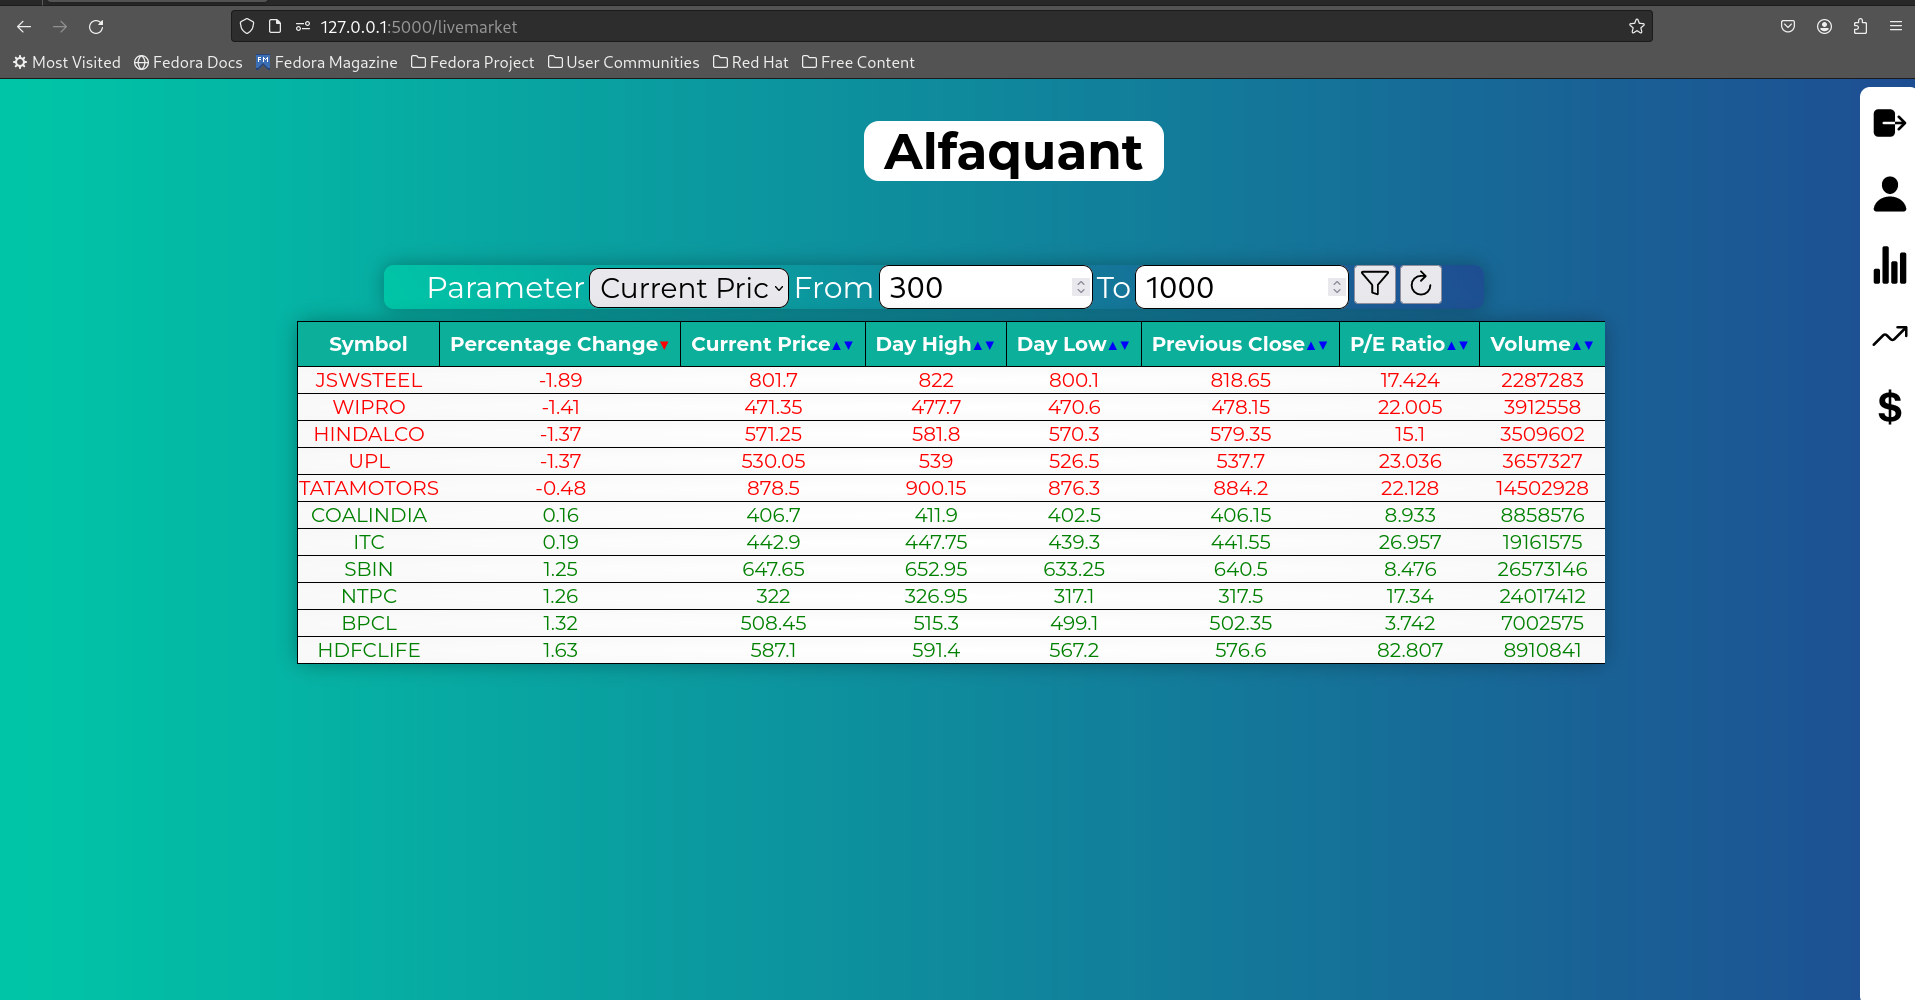 127.0.0.1:5000/livemarket
Most Visited Fedora Docs FM Fedora Magazine Fedora Project User Communities Red Hat Free Content
Alfaquant
Parameter Current Pric From 300 To 1000
Symbol Percentage Change▼ Current Price▲▼ Day High▲▼ Day Low▲▼ Previous Close▲▼ P/E Ratio▲▼ Volume▲▼
JSWSTEEL -1.89 801.7 822 800.1 818.65 17.424 2287283
WIPRO -1.41 471.35 477.7 470.6 478.15 22.005 3912558
HINDALCO -1.37 571.25 581.8 570.3 579.35 15.1 3509602
UPL -1.37 530.05 539 526.5 537.7 23.036 3657327
TATAMOTORS -0.48 878.5 900.15 876.3 884.2 22.128 14502928
COALINDIA 0.16 406.7 411.9 402.5 406.15 8.933 8858576
ITC 0.19 442.9 447.75 439.3 441.55 26.957 19161575
SBIN 1.25 647.65 652.95 633.25 640.5 8.476 26573146
NTPC 1.26 322 326.95 317.1 317.5 17.34 24017412
BPCL 1.32 508.45 515.3 499.1 502.35 3.742 7002575
HDFCLIFE 1.63 587.1 591.4 567.2 576.6 82.807 8910841
$